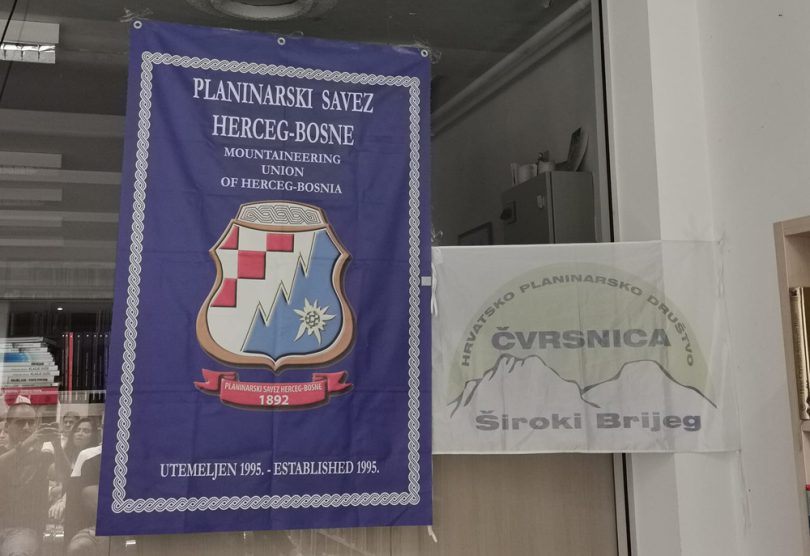 PLANINARSKI SAVEZ
HERCEG-BOSNE
MOUNTAINEERING
UNION
OF HERCEG-BOSNIA
PLANINARSKI SAVEZ HERCEG-BOSNE
1892
UTEMELJEN 1995. - ESTABLISHED 1995.
HRVATSKO PLANINARSKO DRUŠTVO
ČVRSNICA
Široki Brijeg